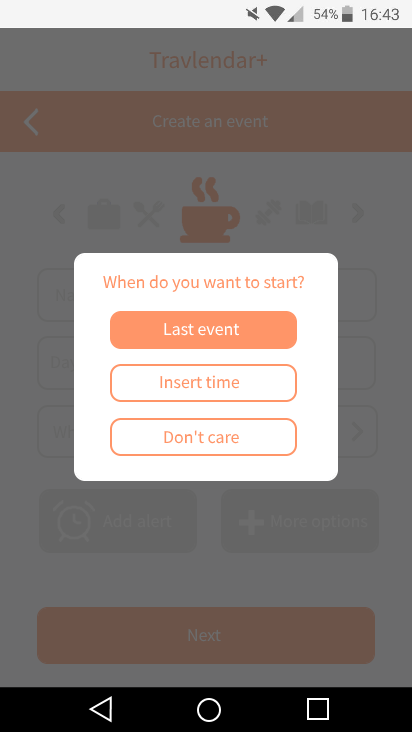 54% 16:43
Travlendar+
Create an event
When do you want to start?
Last event
Insert time
Don't care
Add alert
More options
Next